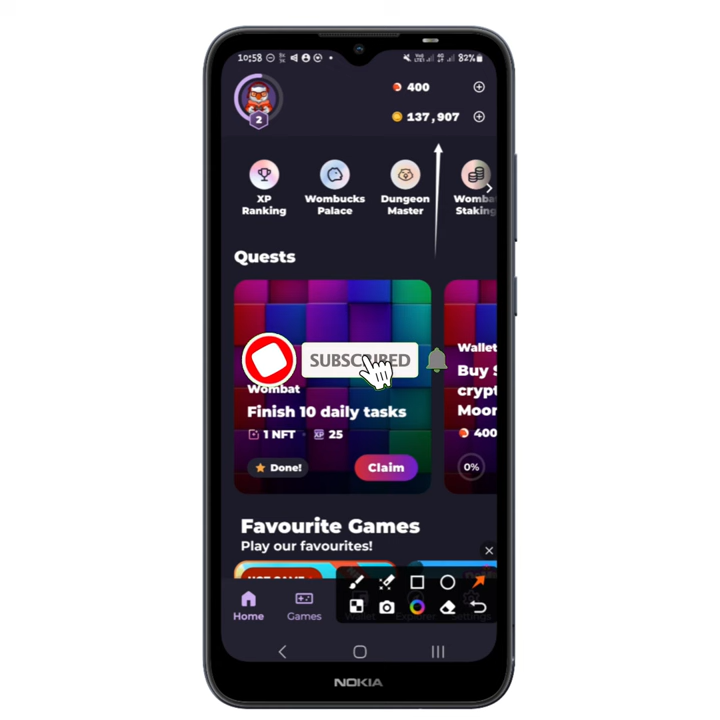 10:58
82%
400
137,907
2
XP Ranking
Wombucks Palace
Dungeon Master
Staking
Quests
SUBSCRIBED
Wombat
Finish 10 daily tasks
1 NFT
XP 25
Done!
Claim
Wallet
Buy
400
0%
Favourite Games
Play our favourites!
Home
Games
Wallet
NOKIA